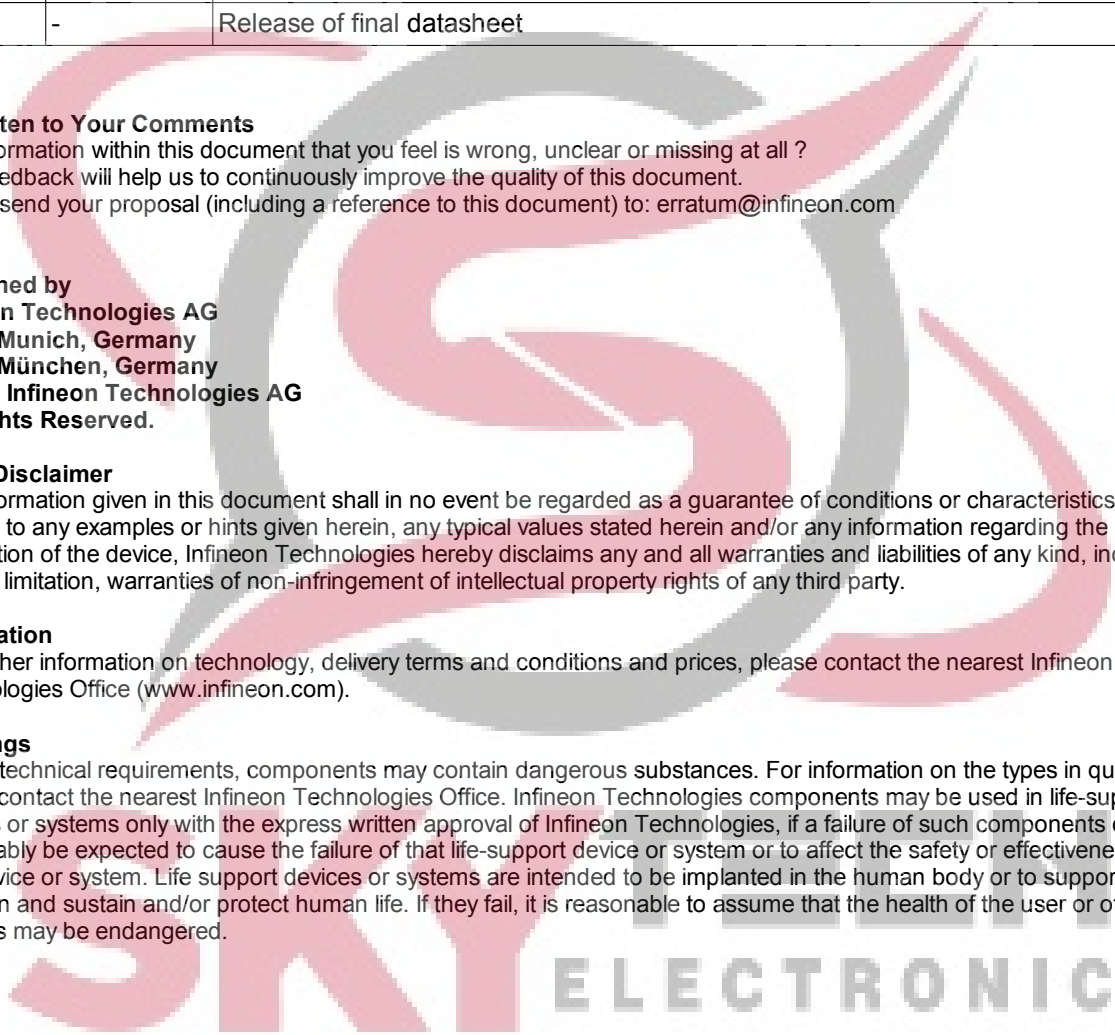 - Release of final datasheet
ten to Your Comments
ormation within this document that you feel is wrong, unclear or missing at all ?
edback will help us to continuously improve the quality of this document.
send your proposal (including a reference to this document) to: erratum@infineon.com
ned by
n Technologies AG
Munich, Germany
München, Germany
Infineon Technologies AG
hts Reserved.
Disclaimer
ormation given in this document shall in no event be regarded as a guarantee of conditions or characteristics
to any examples or hints given herein, any typical values stated herein and/or any information regarding the
tion of the device, Infineon Technologies hereby disclaims any and all warranties and liabilities of any kind, inc
limitation, warranties of non-infringement of intellectual property rights of any third party.
ation
her information on technology, delivery terms and conditions and prices, please contact the nearest Infineon
ologies Office (www.infineon.com).
ngs
technical requirements, components may contain dangerous substances. For information on the types in qu
contact the nearest Infineon Technologies Office. Infineon Technologies components may be used in life-sup
s or systems only with the express written approval of Infineon Technologies, if a failure of such components
ably be expected to cause the failure of that life-support device or system or to affect the safety or effectivene
vice or system. Life support devices or systems are intended to be implanted in the human body or to support
n and sustain and/or protect human life. If they fail, it is reasonable to assume that the health of the user or ot
s may be endangered.
SKY TECH
ELECTRONIC